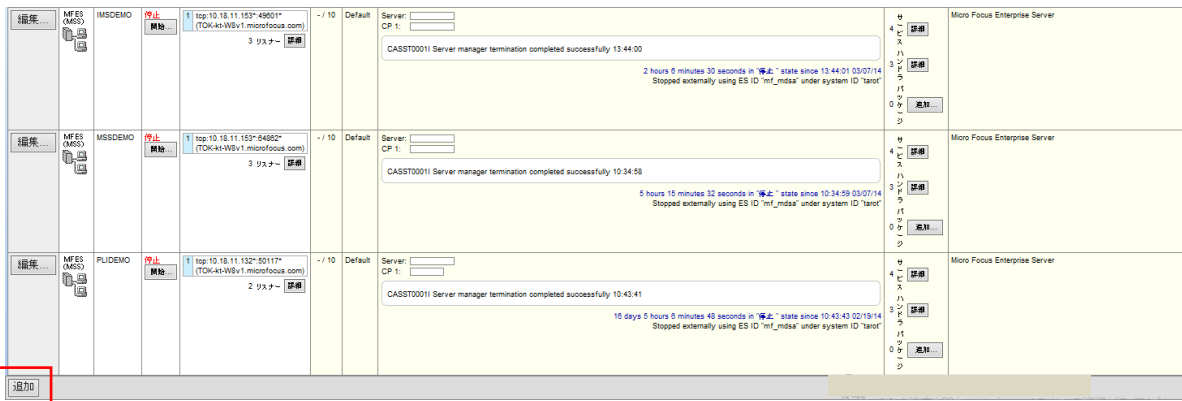 編集...
MFES
(MSS)
IMSDEMO
停止
開始...
1 tcp:10.18.11.153*:49601*
(TOK-kt-W8v1.microfocus.com)
3 リスナー 詳細
- / 10
Default
Server:
CP 1:
CASST0001I Server manager termination completed successfully 13:44:00
2 hours 6 minutes 30 seconds in "停止" state since 13:44:01 03/07/14
Stopped externally using ES ID "mf_mdsa" under system ID "tarot"
4 サービス 詳細
3 ハンドラ 詳細
0 パッケージ 追加...
Micro Focus Enterprise Server
編集...
MFES
(MSS)
MSSDEMO
停止
開始...
1 tcp:10.18.11.153*:64862*
(TOK-kt-W8v1.microfocus.com)
3 リスナー 詳細
- / 10
Default
Server:
CP 1:
CASST0001I Server manager termination completed successfully 10:34:58
5 hours 15 minutes 32 seconds in "停止" state since 10:34:59 03/07/14
Stopped externally using ES ID "mf_mdsa" under system ID "tarot"
4 サービス 詳細
3 ハンドラ 詳細
0 パッケージ 追加...
Micro Focus Enterprise Server
編集...
MFES
(MSS)
PLIDEMO
停止
開始...
1 tcp:10.18.11.132*:50117*
(TOK-kt-W8v1.microfocus.com)
2 リスナー 詳細
- / 10
Default
Server:
CP 1:
CASST0001I Server manager termination completed successfully 10:43:41
16 days 5 hours 6 minutes 48 seconds in "停止" state since 10:43:43 02/19/14
Stopped externally using ES ID "mf_mdsa" under system ID "tarot"
4 サービス 詳細
3 ハンドラ 詳細
0 パッケージ 追加...
Micro Focus Enterprise Server
追加